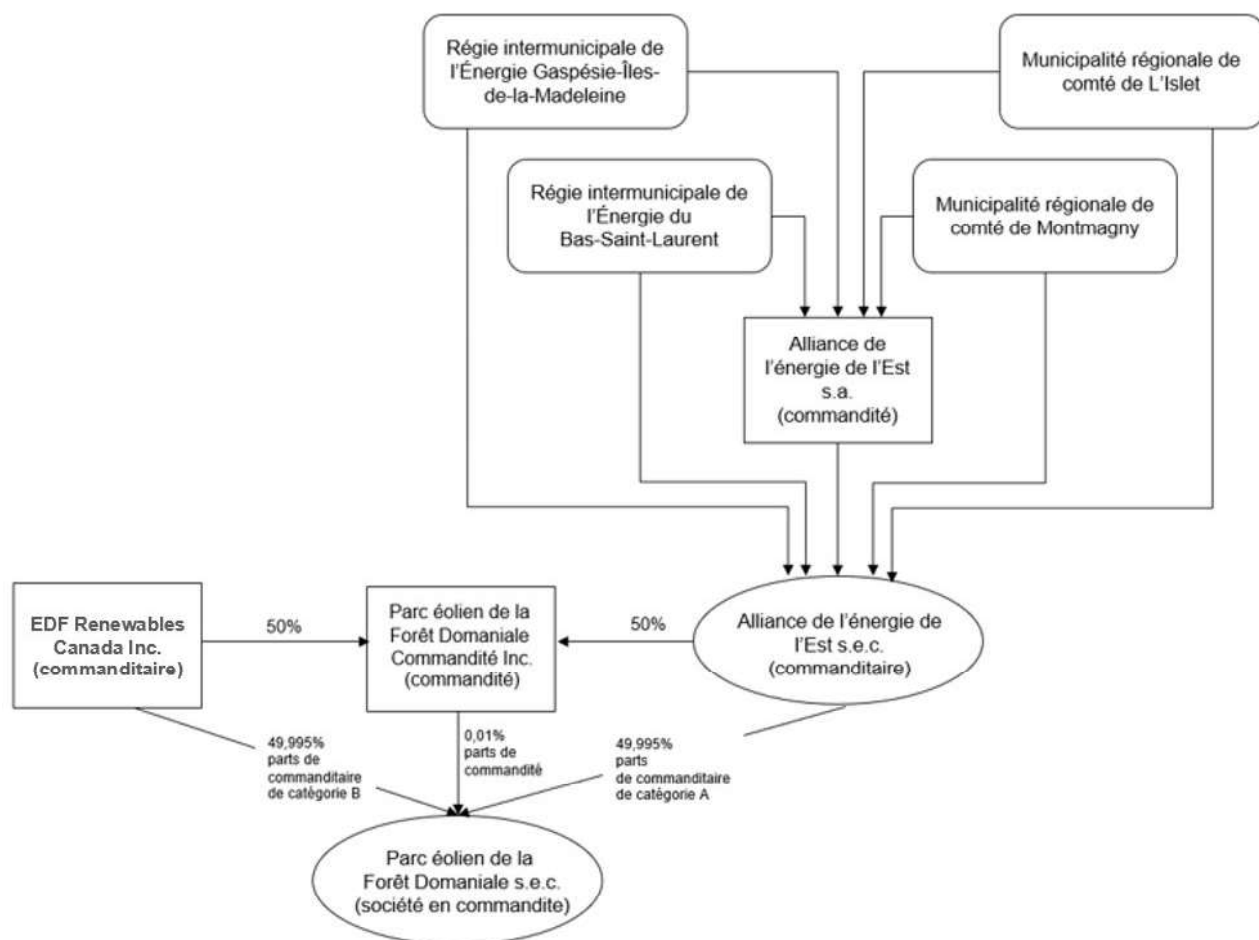 Régie intermunicipale de
l'Énergie Gaspésie-Îles-
de-la-Madeleine
Municipalité régionale de
comté de L'Islet
Régie intermunicipale de
l'Énergie du
Bas-Saint-Laurent
Municipalité régionale de
comté de Montmagny
Alliance de
l'énergie de l'Est
s.a.
(commandité)
EDF Renewables
Canada Inc.
(commanditaire)
50%
Parc éolien de la
Forêt Domaniale
Commandité Inc.
(commandité)
50%
Alliance de l'énergie de
l'Est s.e.c.
(commanditaire)
49,995%
parts de
commanditaire
de catégorie B
0,01%
parts de
commandité
49,995%
parts
de commanditaire
de catégorie A
Parc éolien de la
Forêt Domaniale s.e.c.
(société en commandite)